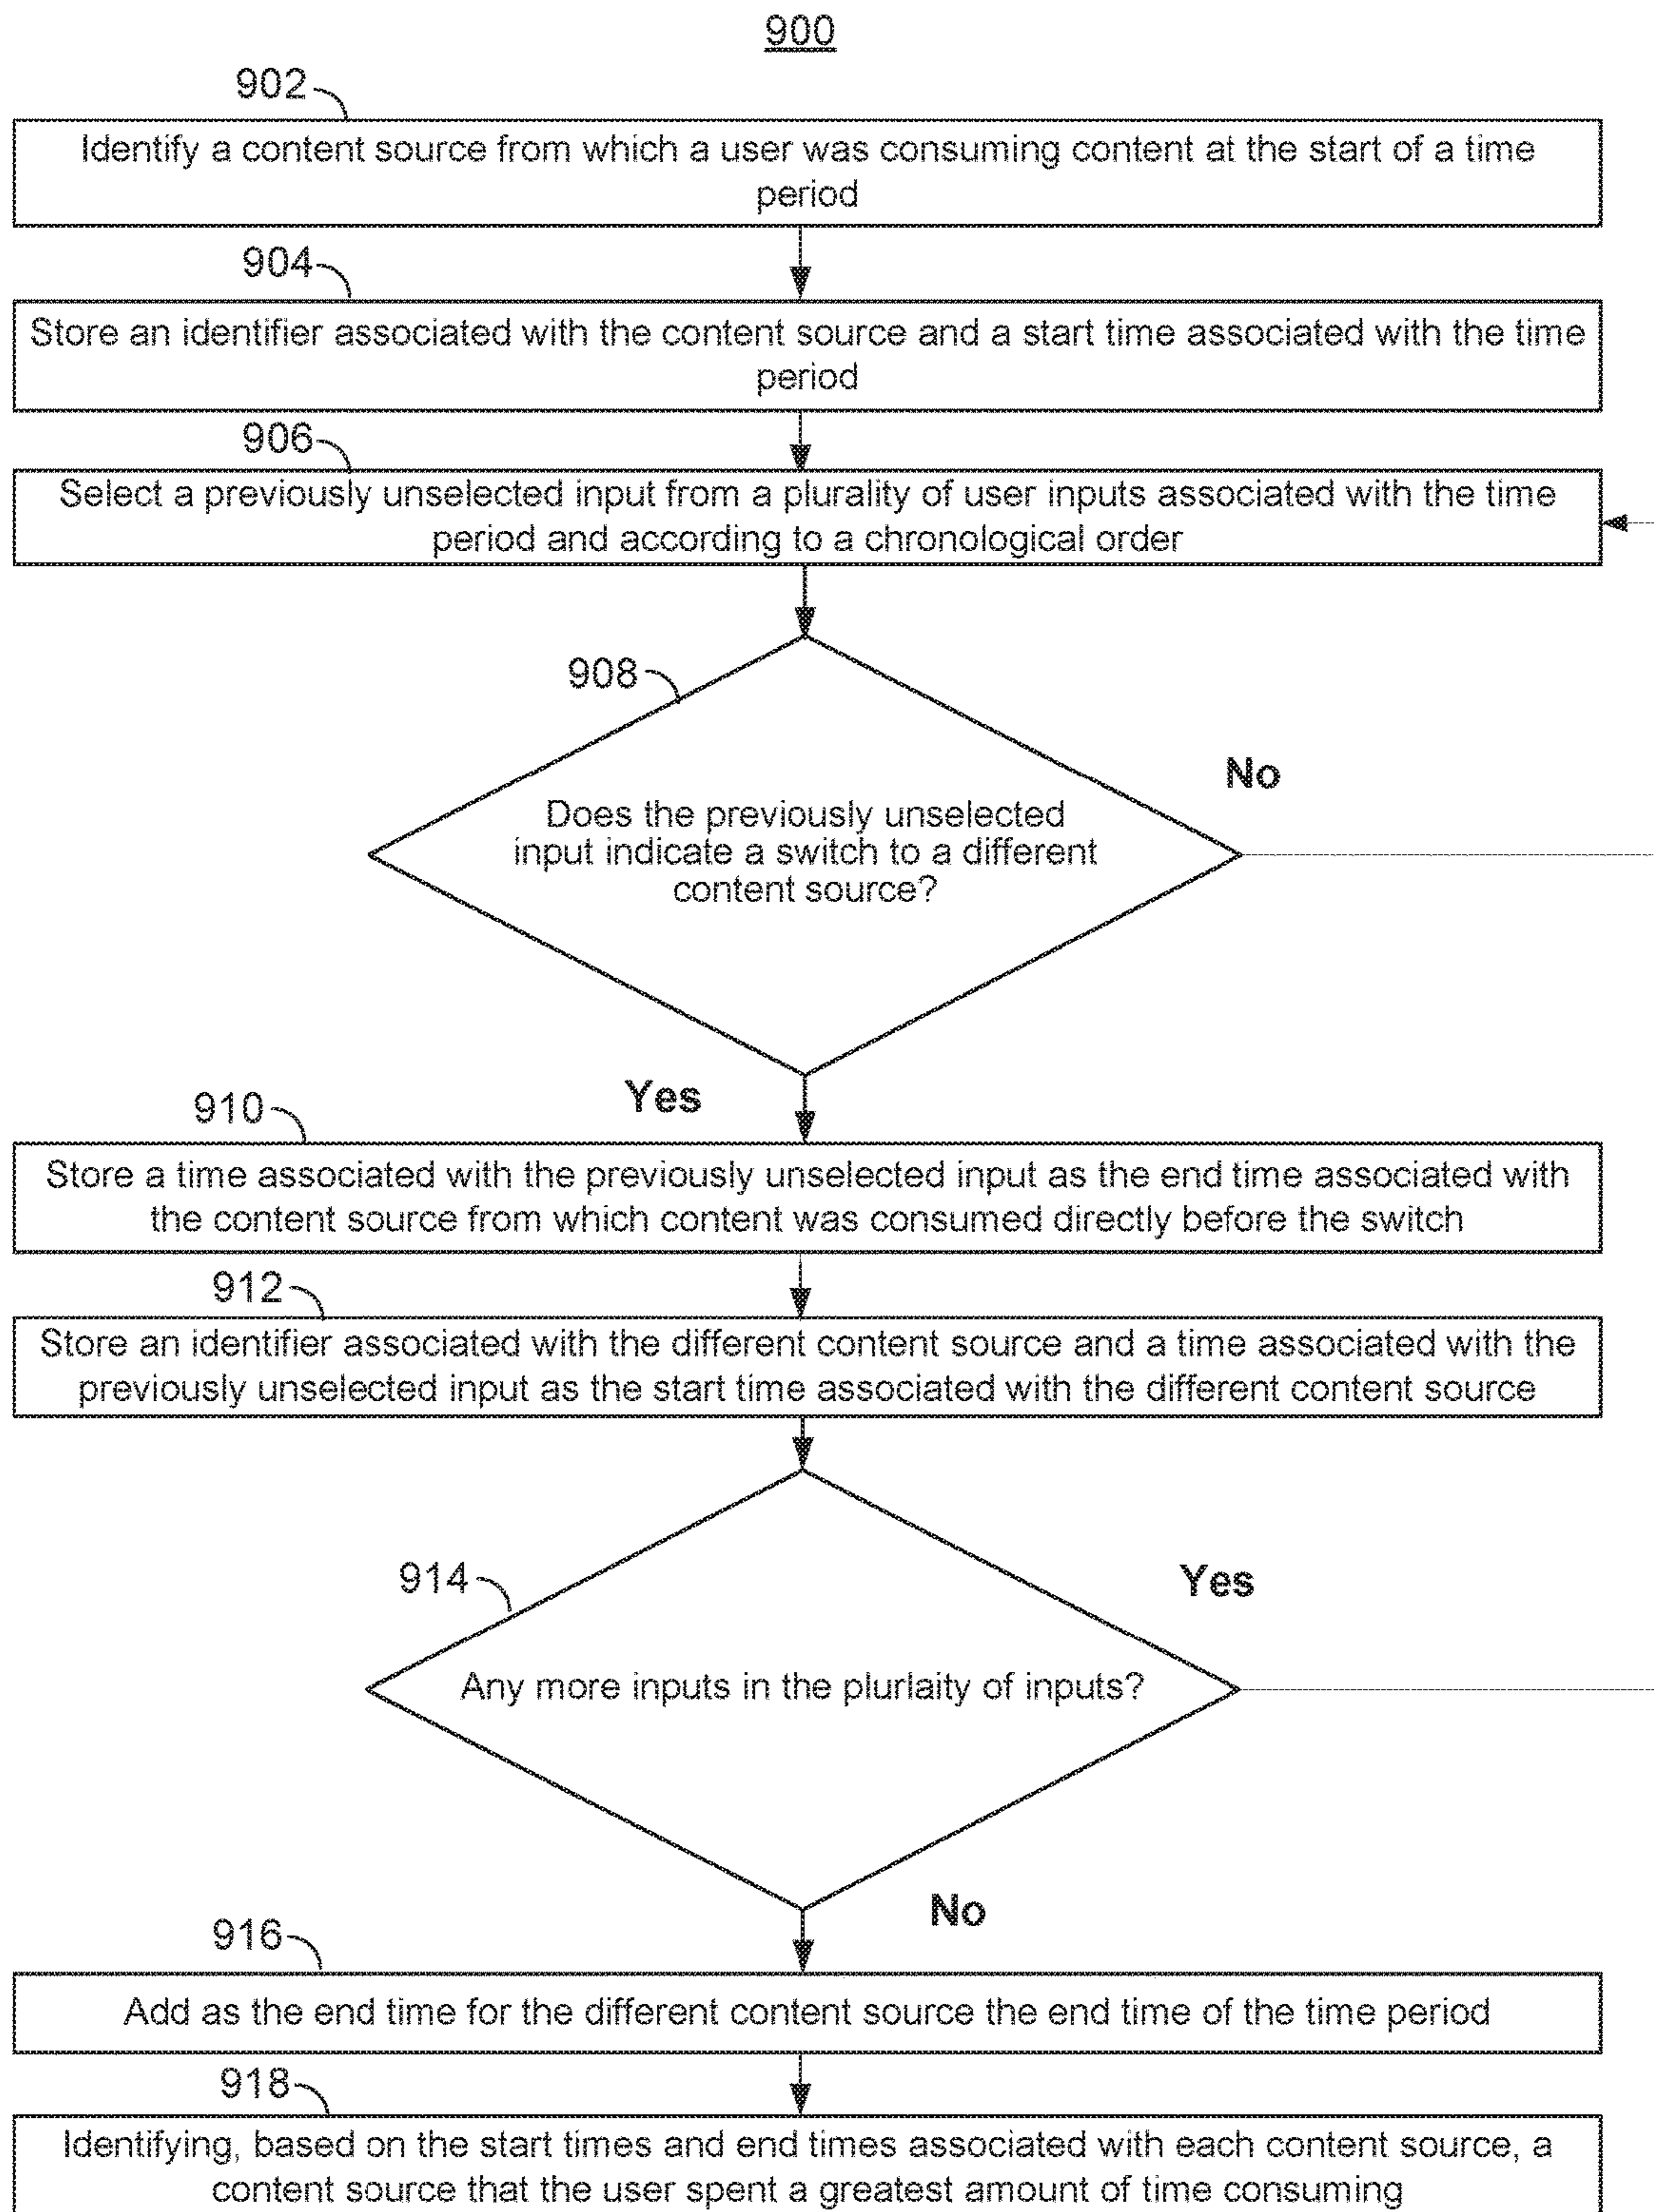 900
902
Identify a content source from which a user was consuming content at the start of a time
period
904
Store an identifier associated with the content source and a start time associated with the time
period
906
Select a previously unselected input from a plurality of user inputs associated with the time
period and according to a chronological order
908
No
Does the previously unselected
input indicate a switch to a different
content source?
Yes
910
Store a time associated with the previously unselected input as the end time associated with
the content source from which content was consumed directly before the switch
912
Store an identifier associated with the different content source and a time associated with the
previously unselected input as the start time associated with the different content source
914
Yes
Any more inputs in the plurlaity of inputs?
No
916
Add as the end time for the different content source the end time of the time period
918
Identifying, based on the start times and end times associated with each content source, a
content source that the user spent a greatest amount of time consuming